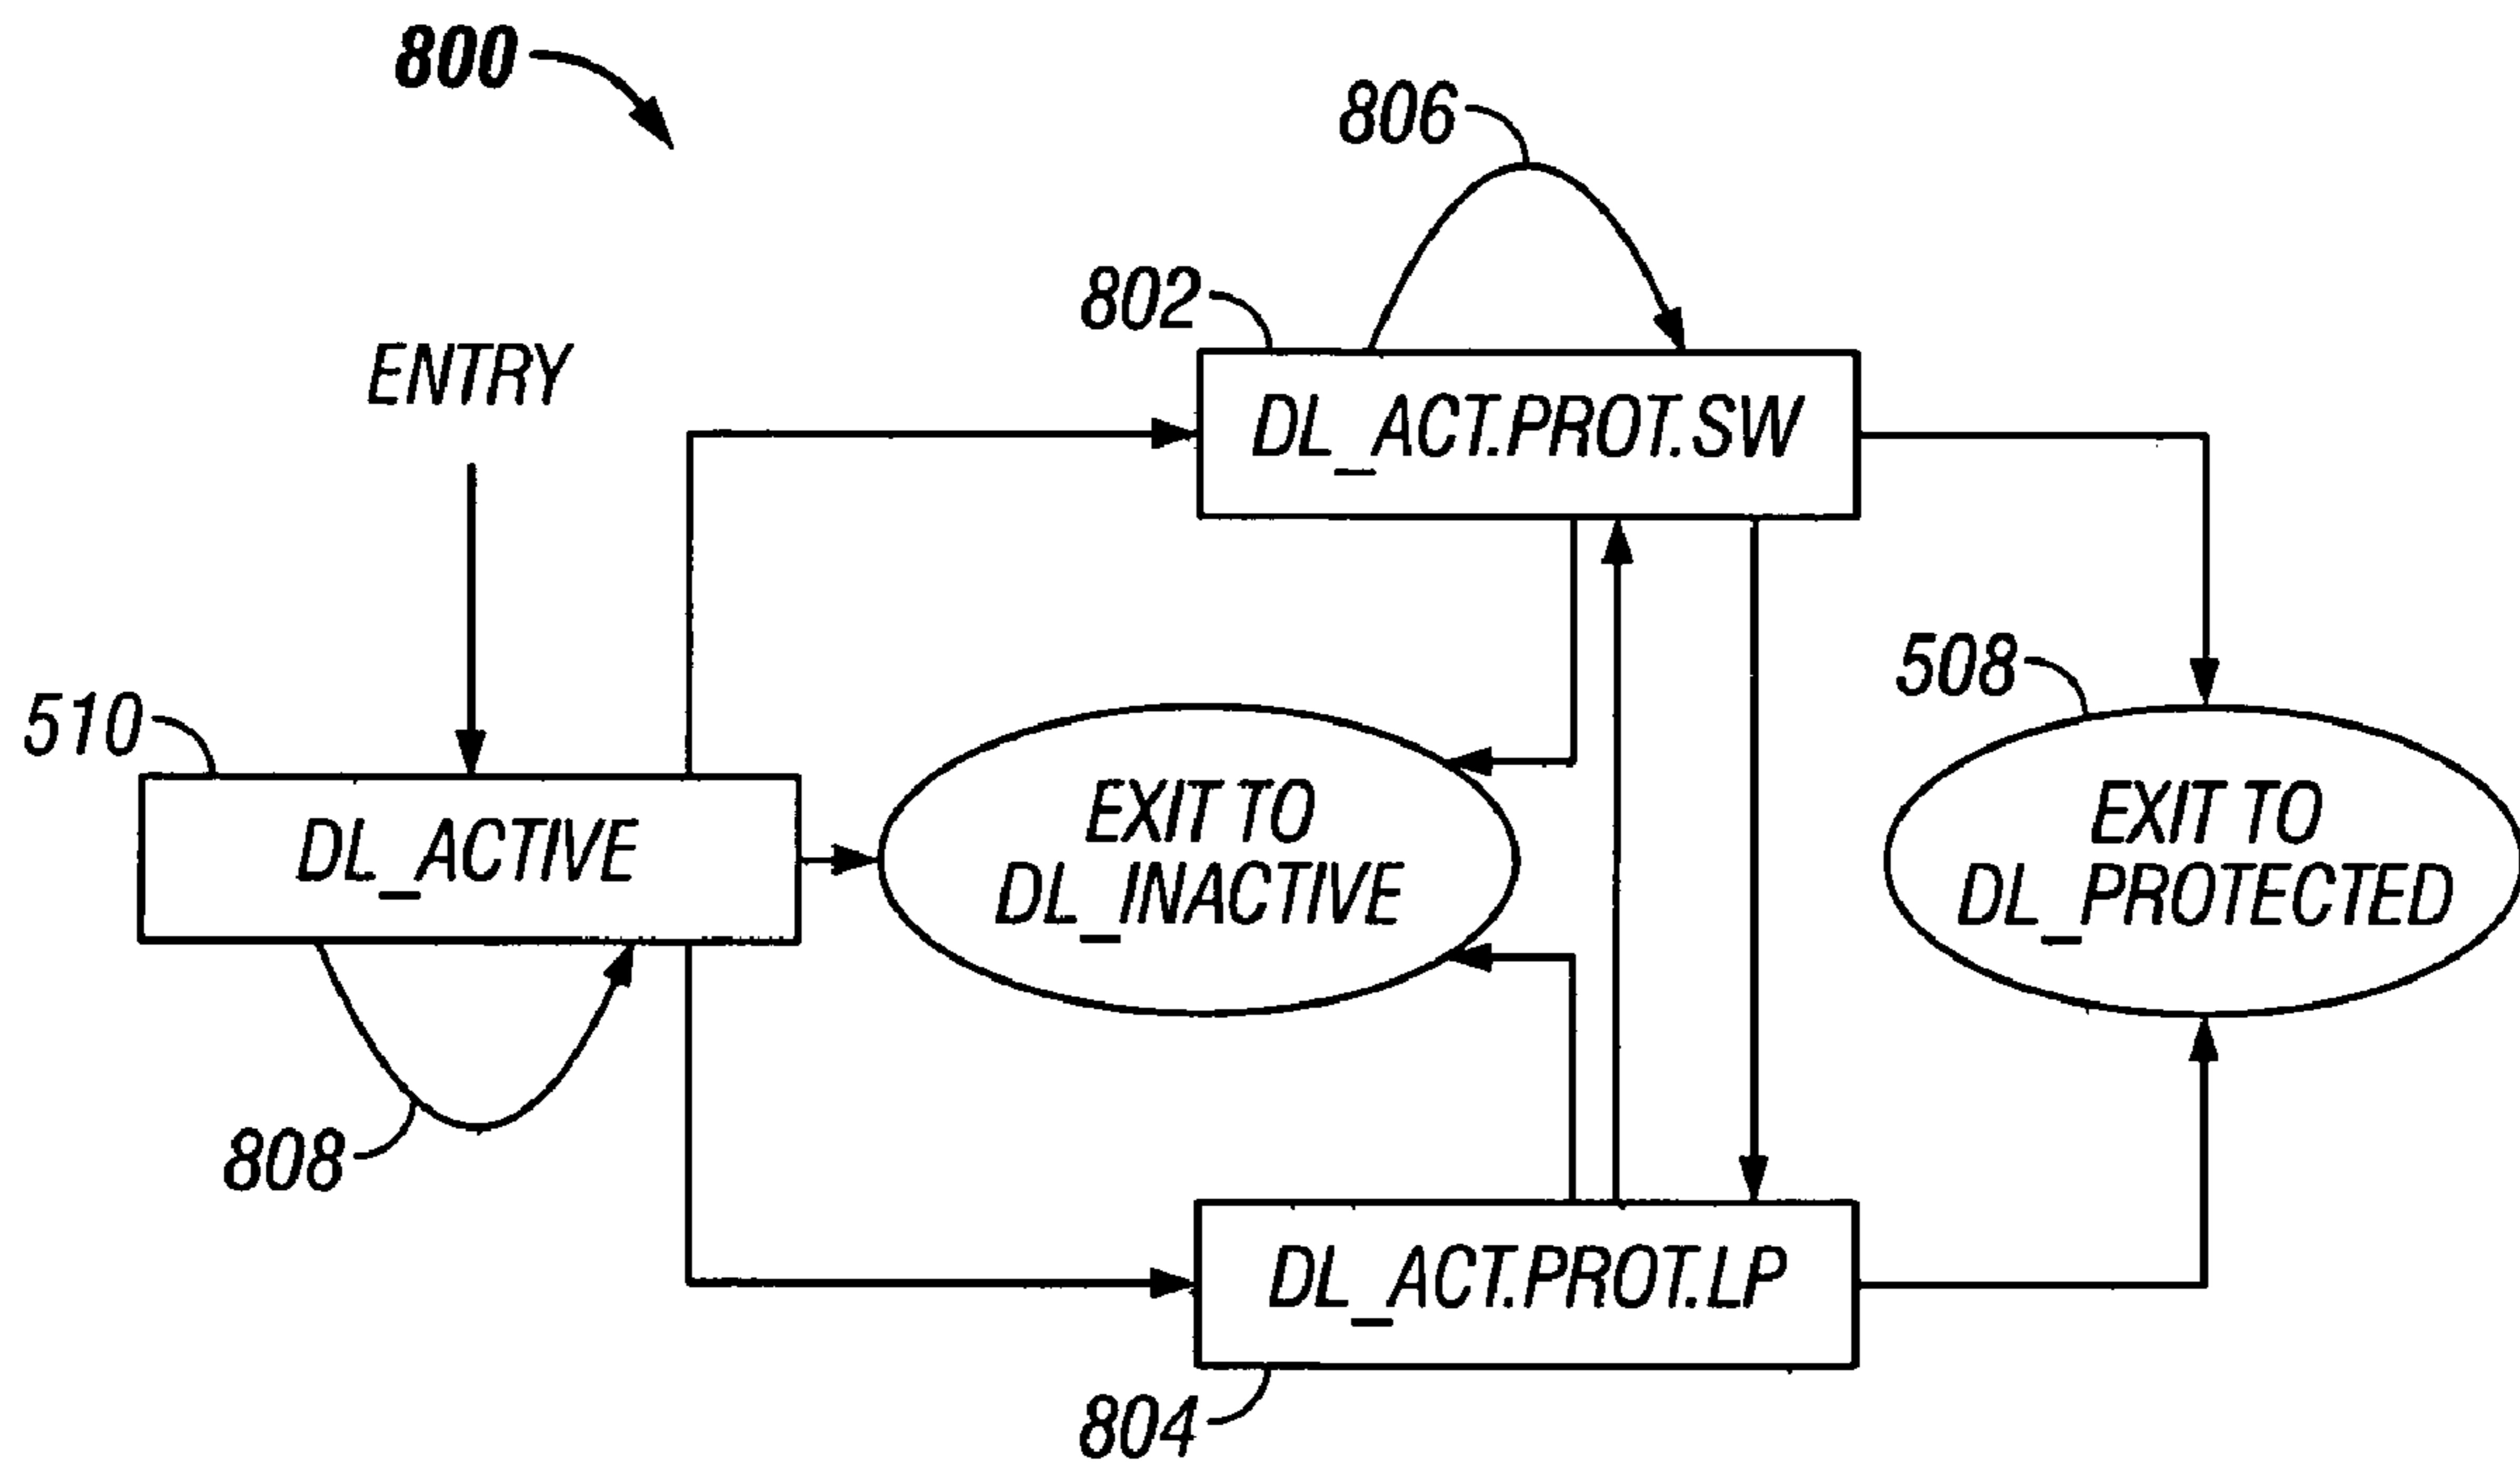 800
806
802
ENTRY
DL_ACT.PROT.SW
508
510
EXIT TO
DL_INACTIVE
EXIT TO
DL_PROTECTED
DL_ACTIVE
808
DL_ACT.PROT.LP
804